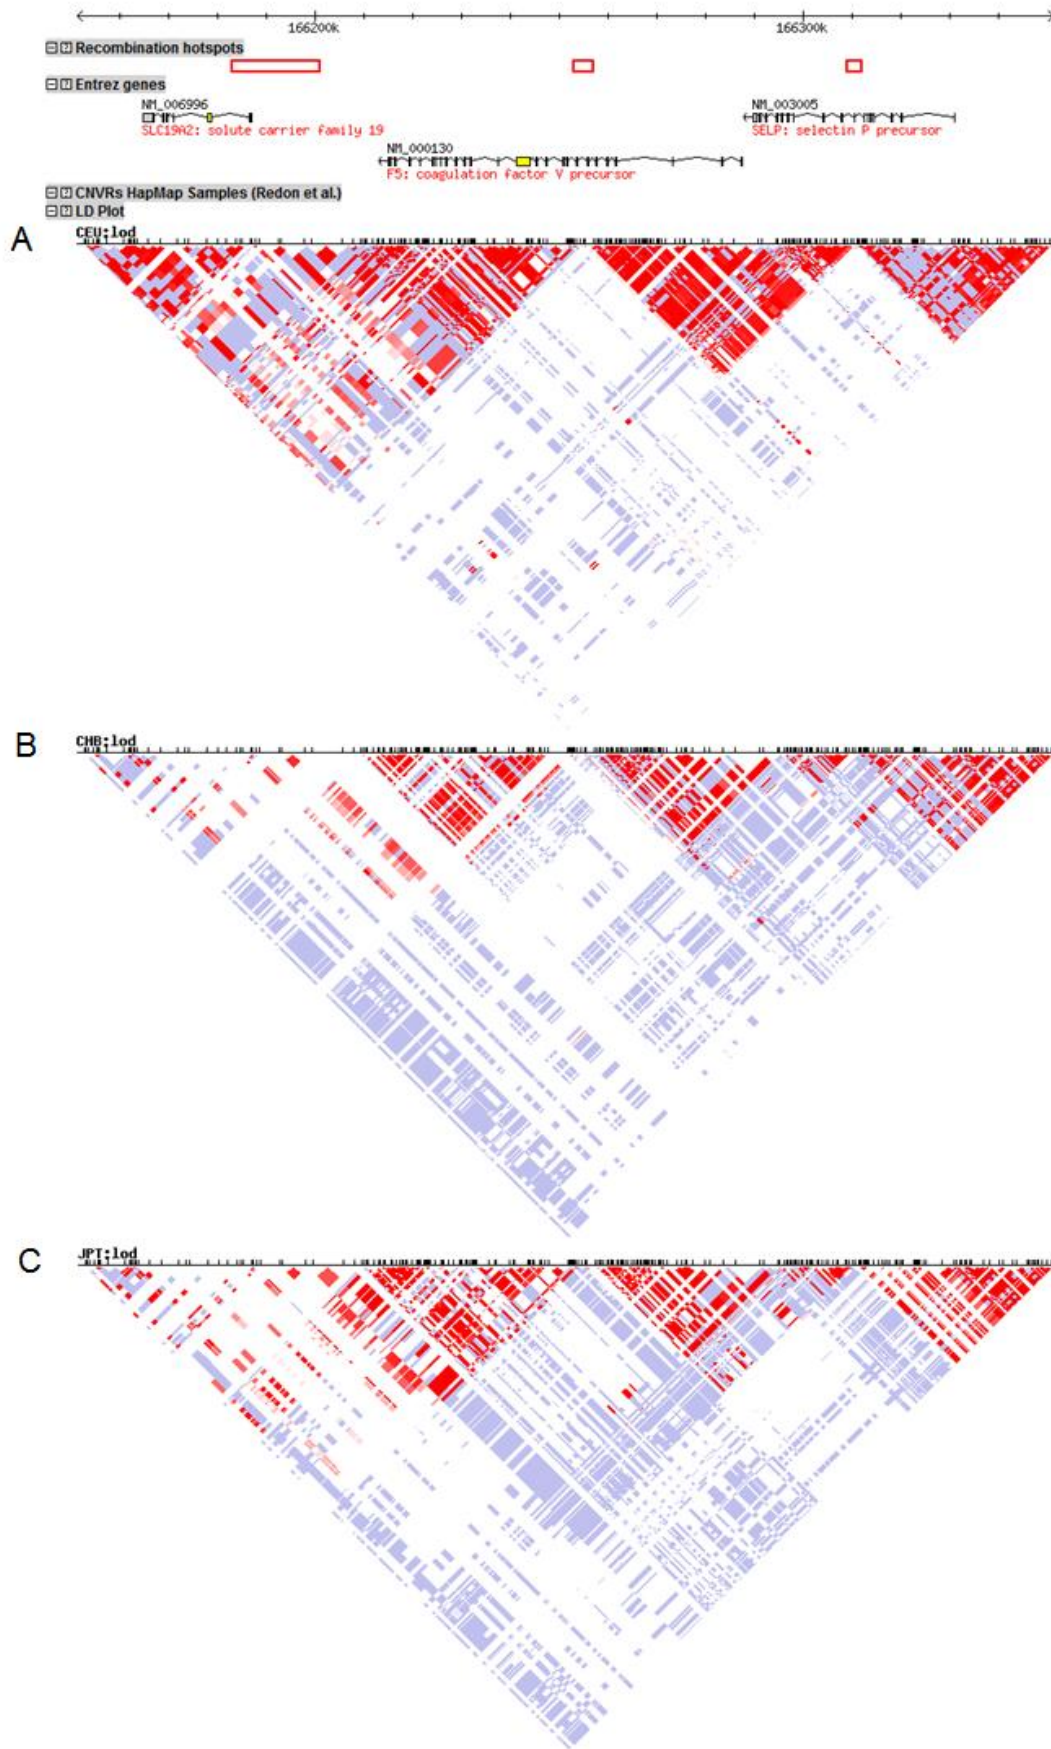 166200k 166300k
Recombination hotspots
Entrez genes
NM_006996 NM_003005
SLC19A2: solute carrier family 19 SELP: selectin P precursor
NM_000130
F5: coagulation factor V precursor
CNVRs HapMap Samples (Redon et al.)
LD Plot
A CEU:lod
B CHB:lod
C JPT:lod